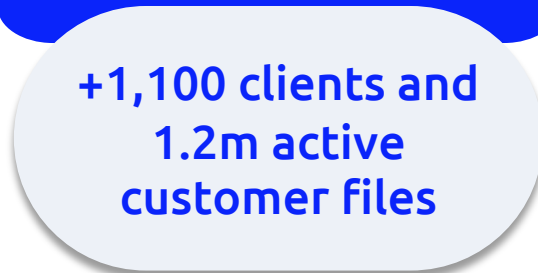 +1,100 clients and
1.2m active
customer files